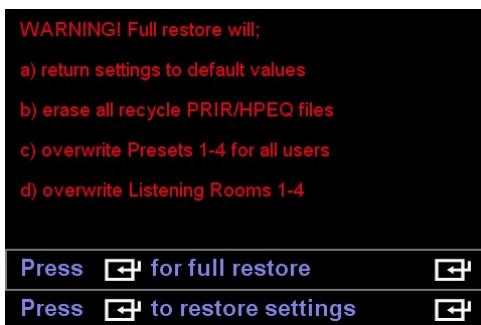 WARNING! Full restore will;
a) return settings to default values
b) erase all recycle PRIR/HPEQ files
c) overwrite Presets 1-4 for all users
d) overwrite Listening Rooms 1-4
Press for full restore
Press to restore settings